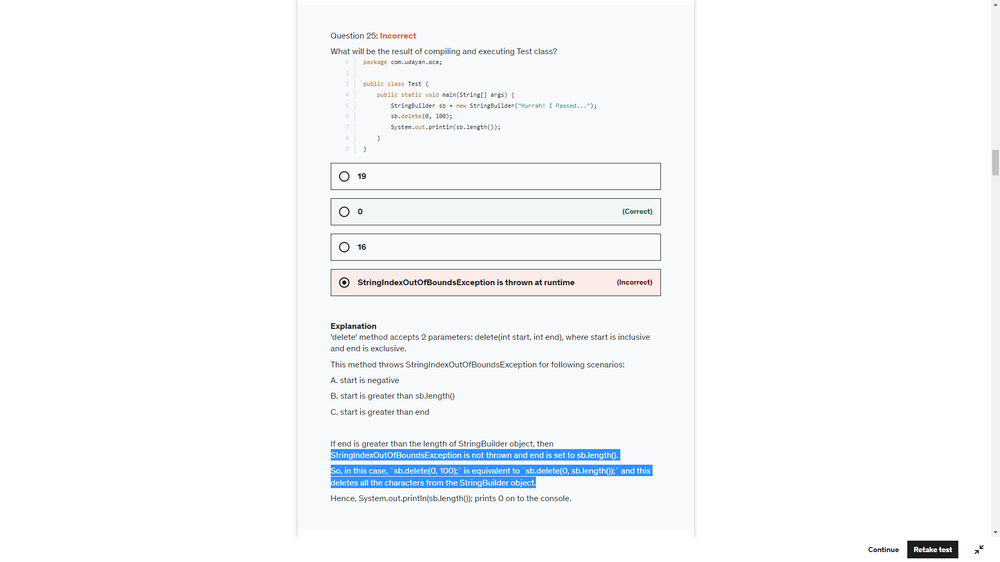 Question 25: Incorrect
What will be the result of compiling and executing Test class?
1 package com.udayan.oca;
2
3 public class Test {
4 public static void main(String[] args) {
5 StringBuilder sb = new StringBuilder("Hurrah! I Passed...");
6 sb.delete(0, 100);
7 System.out.println(sb.length());
8 }
9 }
19
0 (Correct)
16
StringIndexOutOfBoundsException is thrown at runtime (Incorrect)
Explanation
'delete' method accepts 2 parameters: delete(int start, int end), where start is inclusive
and end is exclusive.
This method throws StringIndexOutOfBoundsException for following scenarios:
A. start is negative
B. start is greater than sb.length()
C. start is greater than end
If end is greater than the length of StringBuilder object, then
StringIndexOutOfBoundsException is not thrown and end is set to sb.length().
So, in this case, `sb.delete(0, 100);` is equivalent to `sb.delete(0, sb.length());` and this
deletes all the characters from the StringBuilder object.
Hence, System.out.println(sb.length()); prints 0 on to the console.
Continue Retake test